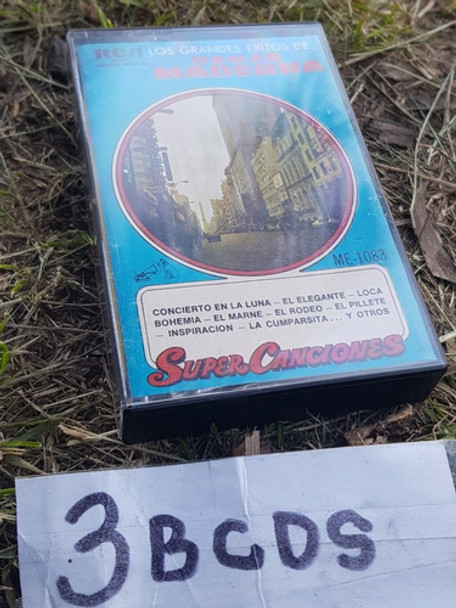 RCA LOS GRANDES EXITOS DE...
MADERNA
ME-1083
CONCIERTO EN LA LUNA – EL ELEGANTE – LOCA
BOHEMIA – EL MARNE – EL RODEO – EL PILLETE
– INSPIRACION – LA CUMPARSITA ... Y OTROS
SUPER CANCIONES
3BCDS